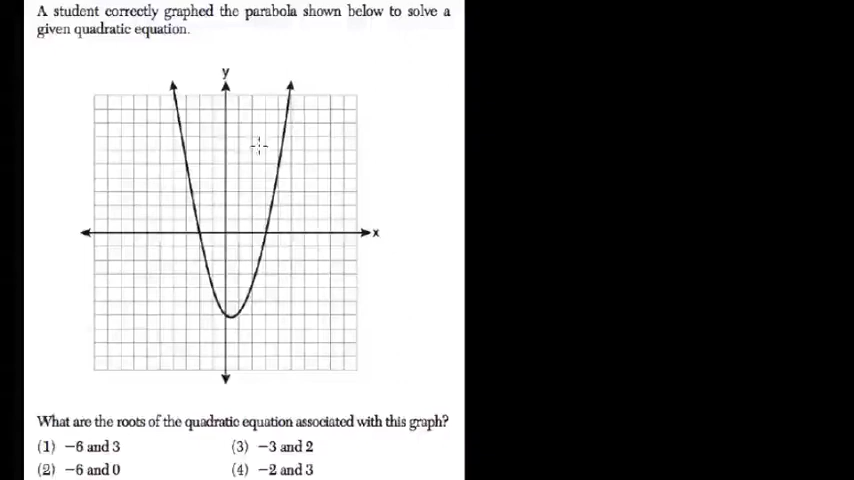 A student correctly graphed the parabola shown below to solve a
given quadratic equation.
y
x
What are the roots of the quadratic equation associated with this graph?
(1) −6 and 3
(3) −3 and 2
(2) −6 and 0
(4) −2 and 3